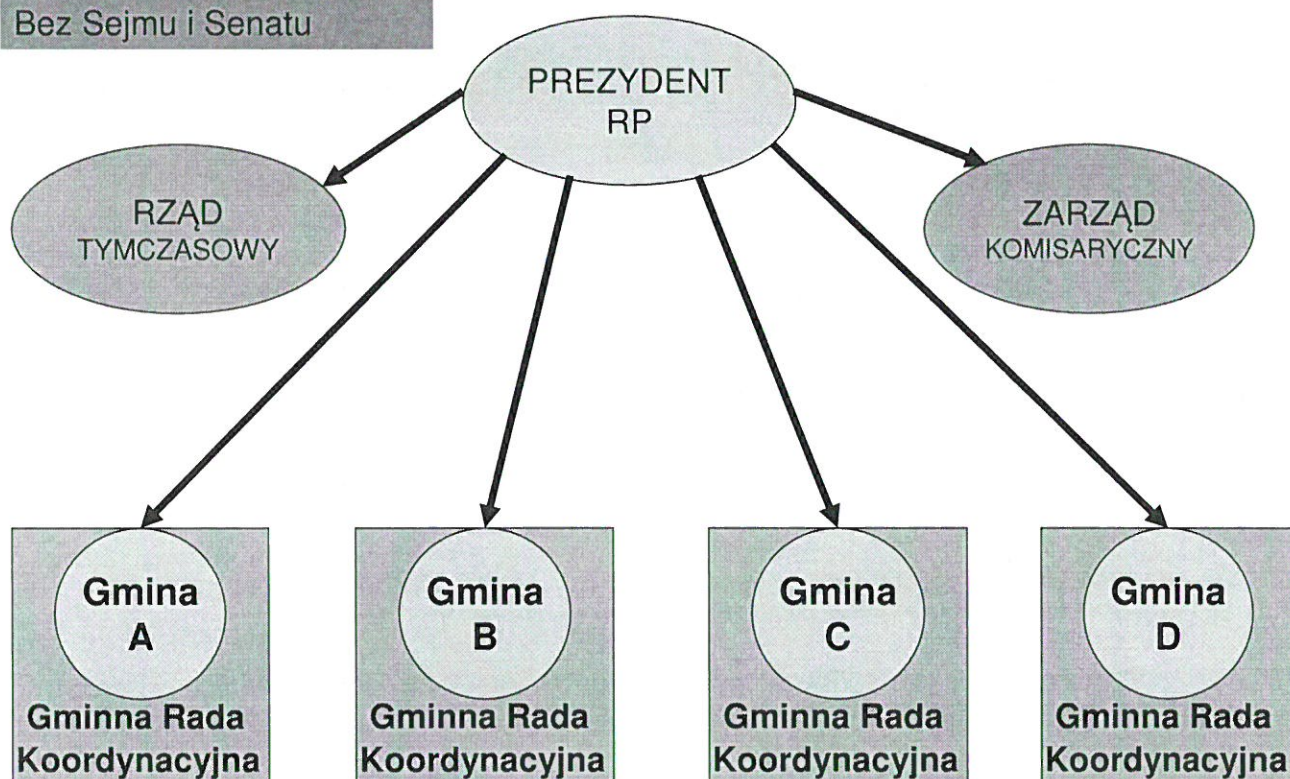 Bez Sejmu i Senatu
PREZYDENT
RP
RZĄD
TYMCZASOWY
ZARZĄD
KOMISARYCZNY
Gmina
A
Gminna Rada
Koordynacyjna
Gmina
B
Gminna Rada
Koordynacyjna
Gmina
C
Gminna Rada
Koordynacyjna
Gmina
D
Gminna Rada
Koordynacyjna